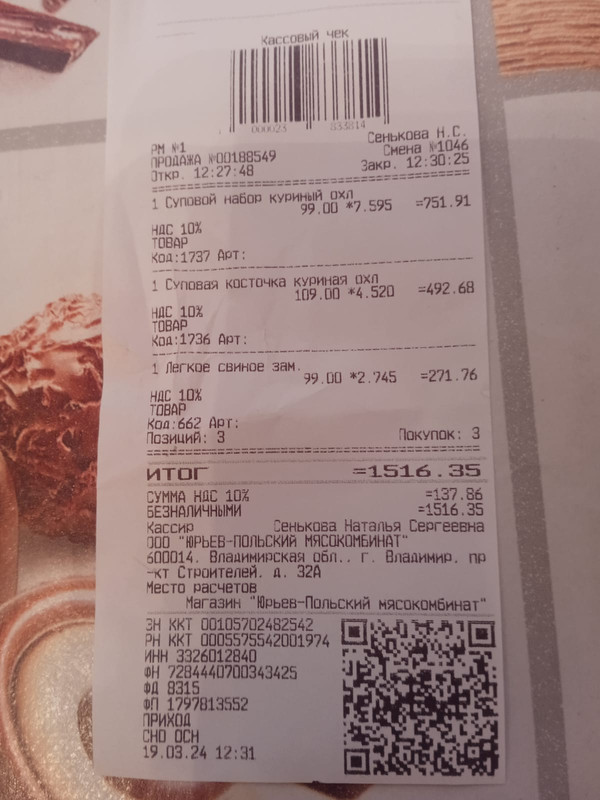 Кассовый чек
000023 833814
РМ №1 Сенькова Н.С.
ПРОДАЖА №00188549 Смена №1046
Откр. 12:27:48 Закр. 12:30:25
1 Суповой набор куриный охл
99.00 *7.595 =751.91
НДС 10%
ТОВАР
Код:1737 Арт:
1 Суповая косточка куриная охл
109.00 *4.520 =492.68
НДС 10%
ТОВАР
Код:1736 Арт:
1 Легкое свиное зам.
99.00 *2.745 =271.76
НДС 10%
ТОВАР
Код:662 Арт:
Позиций: 3 Покупок: 3
ИТОГ =1516.35
СУММА НДС 10% =137.86
БЕЗНАЛИЧНЫМИ =1516.35
Кассир Сенькова Наталья Сергеевна
ООО "ЮРЬЕВ-ПОЛЬСКИЙ МЯСОКОМБИНАТ"
600014, Владимирская обл., г. Владимир, пр
-кт Строителей, д. 32А
Место расчетов
Магазин "Юрьев-Польский мясокомбинат"
ЗН ККТ 00105702482542
РН ККТ 0005575542001974
ИНН 3326012840
ФН 7284440700343425
ФД 8315
ФП 1797813552
ПРИХОД
СНО ОСН
19.03.24 12:31